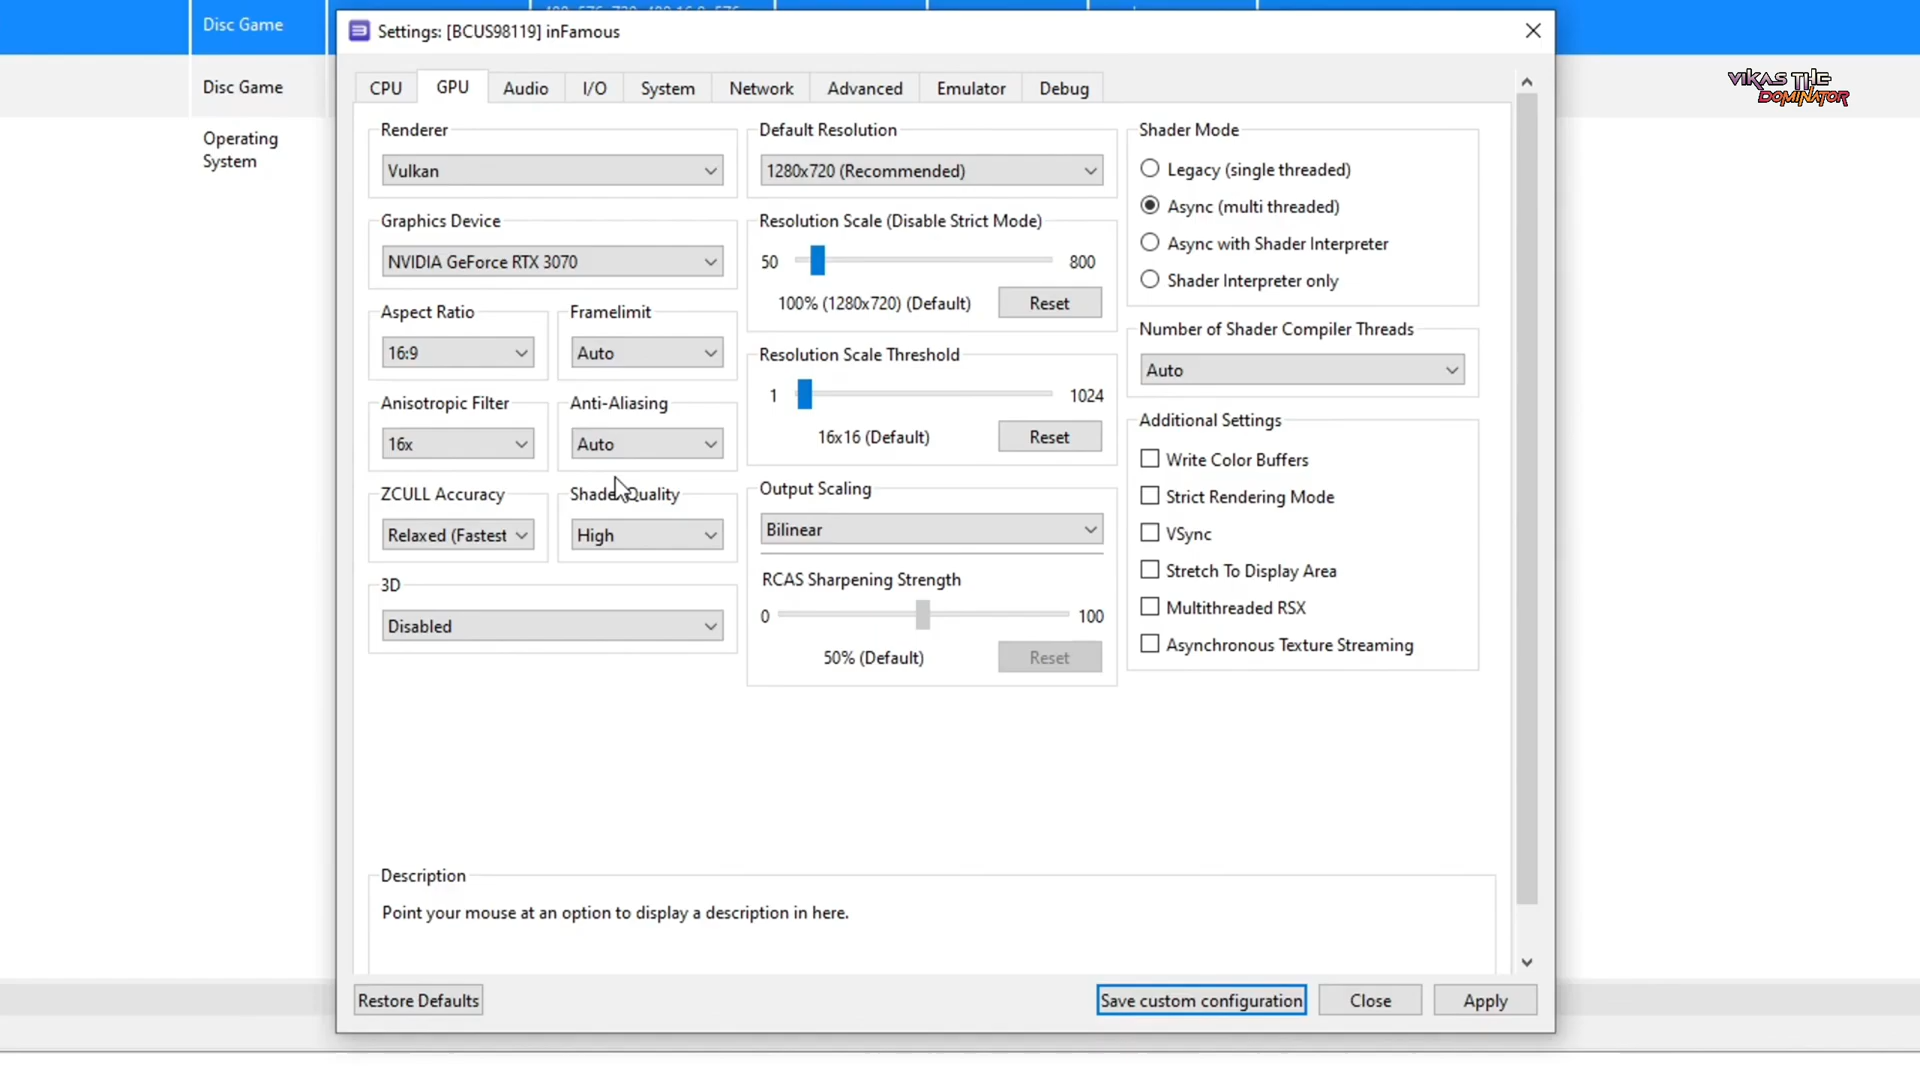 Disc Game
Settings: [BCUS98119] inFamous
Disc Game
VIKAS THE
DOMINATOR
Operating
System
CPU
GPU
Audio
I/O
System
Network
Advanced
Emulator
Debug
Renderer
Vulkan
Graphics Device
NVIDIA GeForce RTX 3070
Aspect Ratio
16:9
Framelimit
Auto
Anisotropic Filter
16x
Anti-Aliasing
Auto
ZCULL Accuracy
Relaxed (Fastest
Shader Quality
High
3D
Disabled
Default Resolution
1280x720 (Recommended)
Resolution Scale (Disable Strict Mode)
50
800
100% (1280x720) (Default)
Reset
Resolution Scale Threshold
1
1024
16x16 (Default)
Reset
Output Scaling
Bilinear
RCAS Sharpening Strength
0
100
50% (Default)
Reset
Shader Mode
Legacy (single threaded)
Async (multi threaded)
Async with Shader Interpreter
Shader Interpreter only
Number of Shader Compiler Threads
Auto
Additional Settings
Write Color Buffers
Strict Rendering Mode
VSync
Stretch To Display Area
Multithreaded RSX
Asynchronous Texture Streaming
Description
Point your mouse at an option to display a description in here.
Restore Defaults
Save custom configuration
Close
Apply